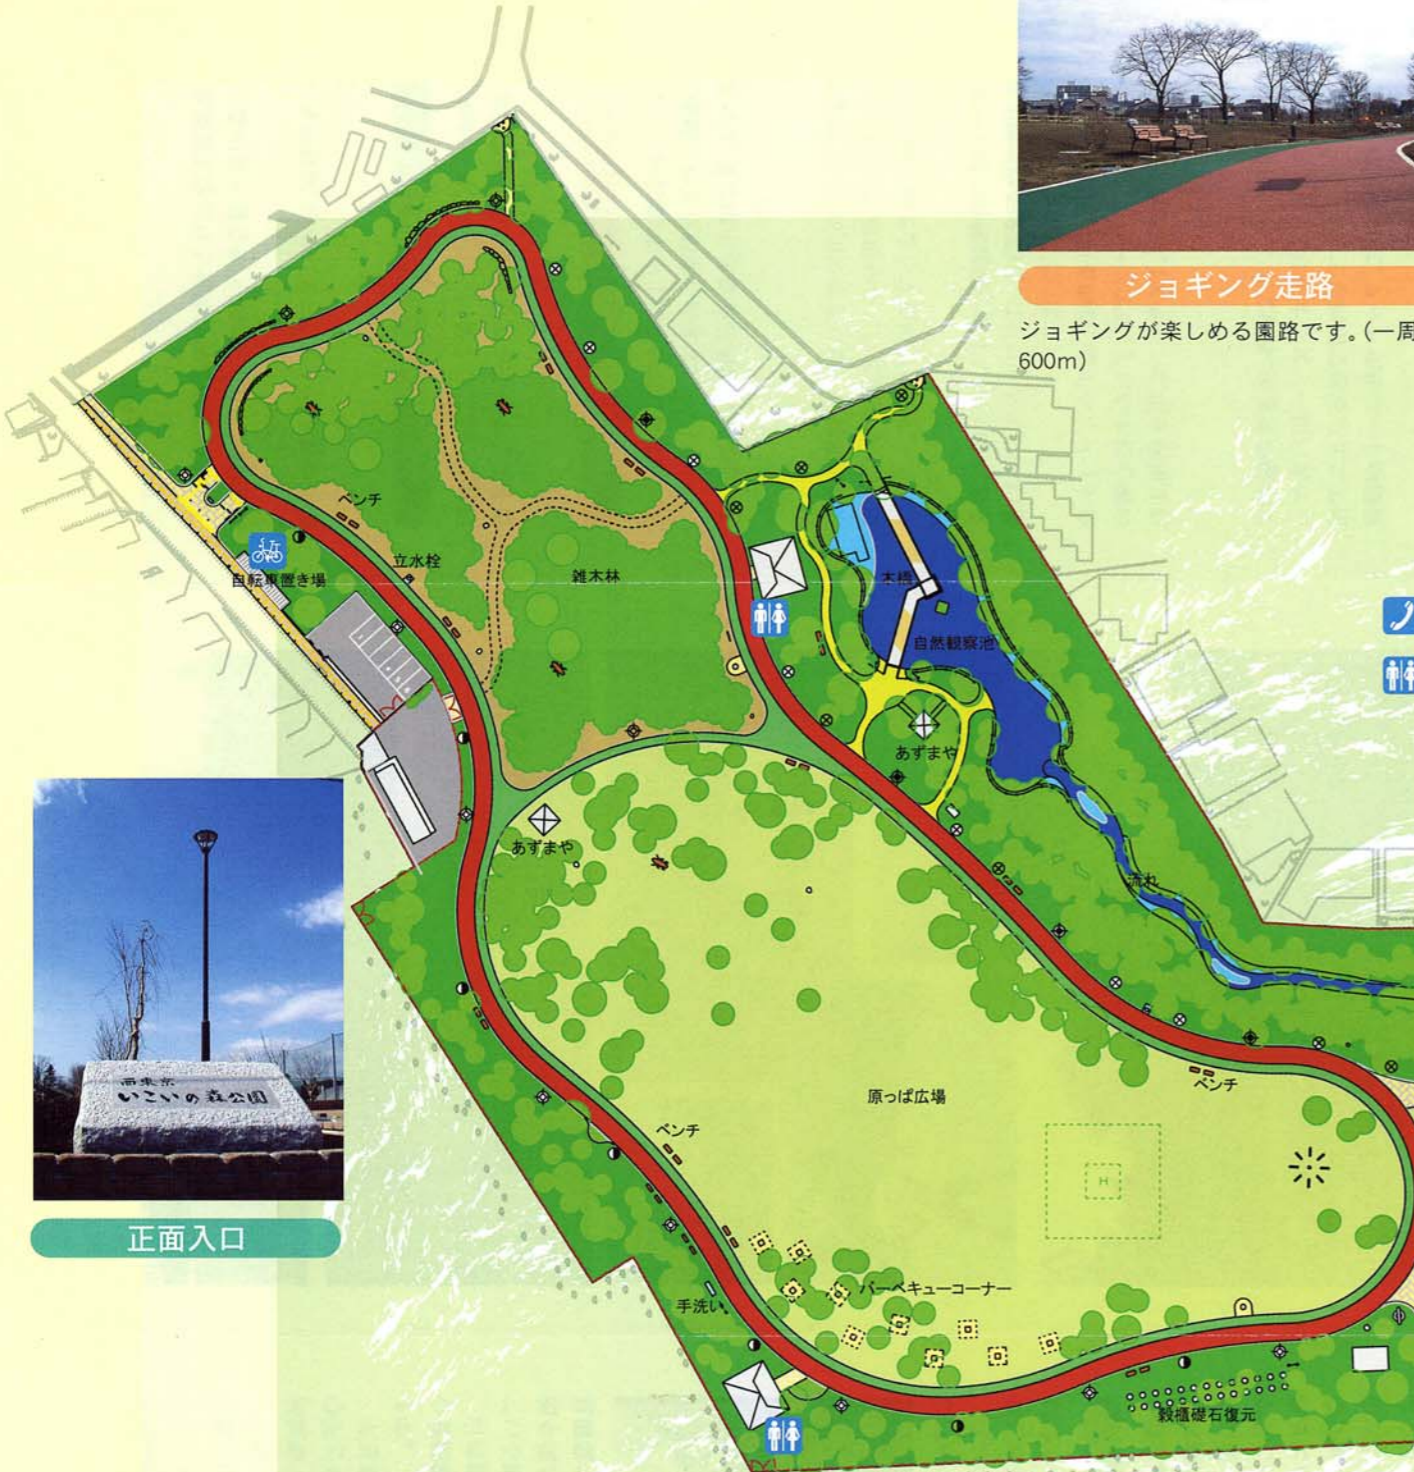 ジョギング走路
ジョギングが楽しめる園路です。(一周
600m)
ベンチ
立水栓
雑木林
自転車置き場
木橋
自然観察池
あずまや
あずまや
流れ
西東京
いこいの森公園
正面入口
原っぱ広場
ベンチ
ベンチ
H
バーベキューコーナー
手洗い
穀櫃礎石復元